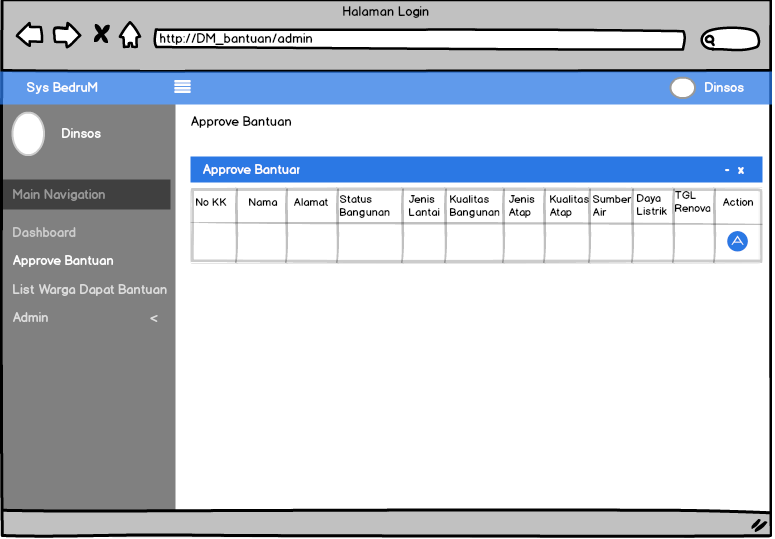 Halaman Login
http://DM_bantuan/admin
Sys BedruM
Dinsos
Dinsos
Main Navigation
Dashboard
Approve Bantuan
List Warga Dapat Bantuan
Admin <
Approve Bantuan
Approve Bantuar - x
No KK
Nama
Alamat
Status
Bangunan
Jenis
Lantai
Kualitas
Bangunan
Jenis
Atap
Kualitas
Atap
Sumber
Air
Daya
Listrik
TGL
Renova
Action
A